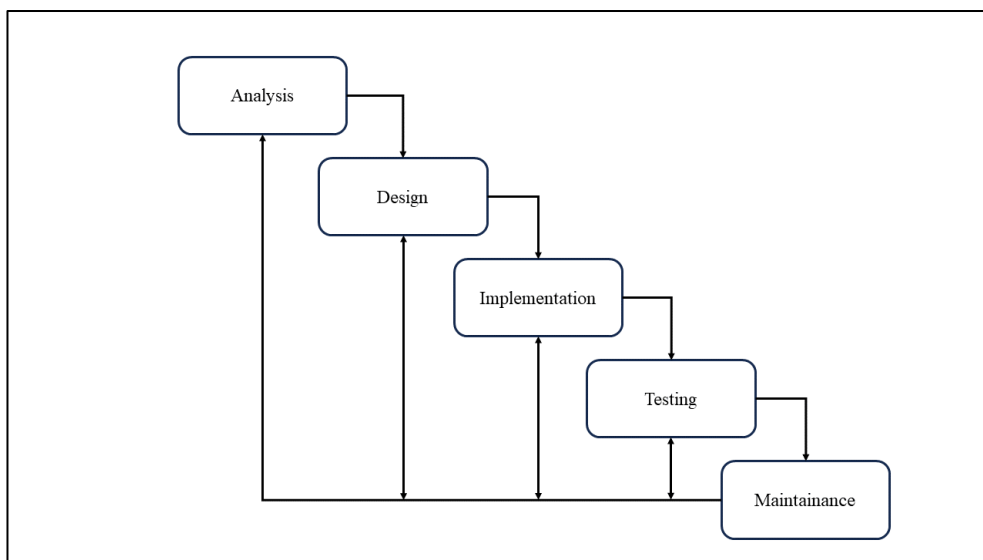 Analysis
Design
Implementation
Testing
Maintainance